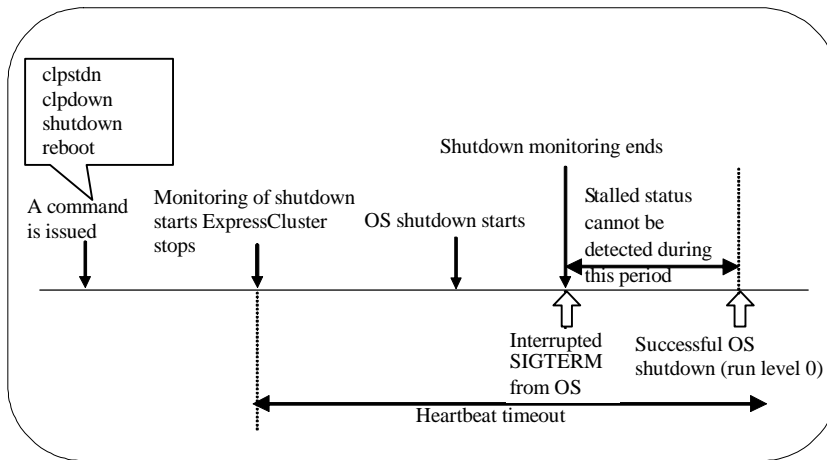 clpstdn
clpdown
shutdown
reboot
A command
is issued
Monitoring of shutdown
starts ExpressCluster
stops
OS shutdown starts
Shutdown monitoring ends
Stalled status
cannot be
detected during
this period
Interrupted
SIGTERM
from OS
Successful OS
shutdown (run level 0)
Heartbeat timeout